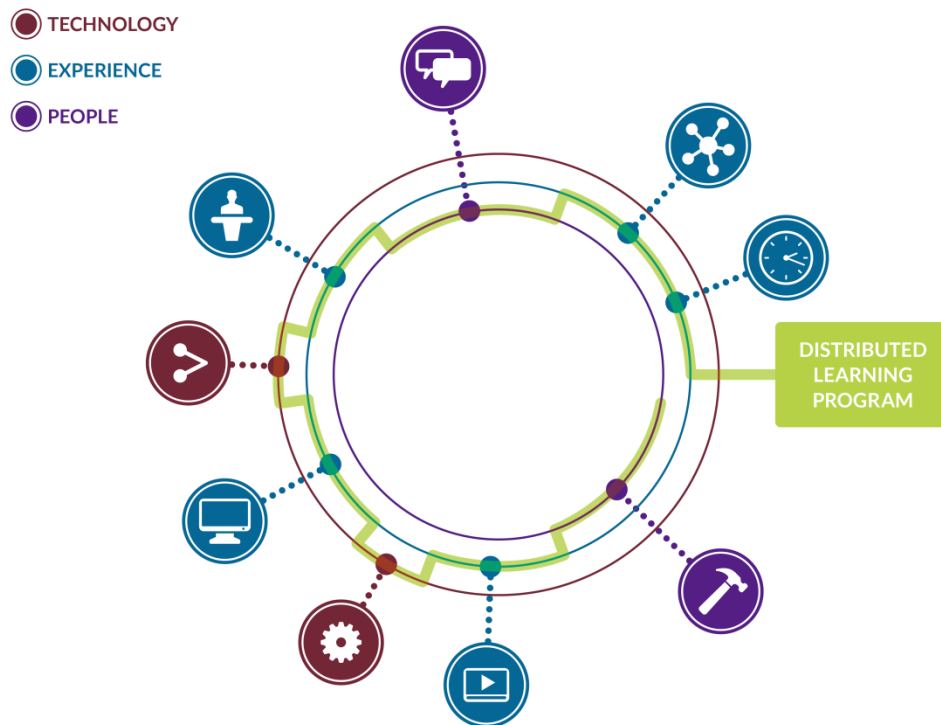 TECHNOLOGY
EXPERIENCE
PEOPLE
DISTRIBUTED
LEARNING
PROGRAM